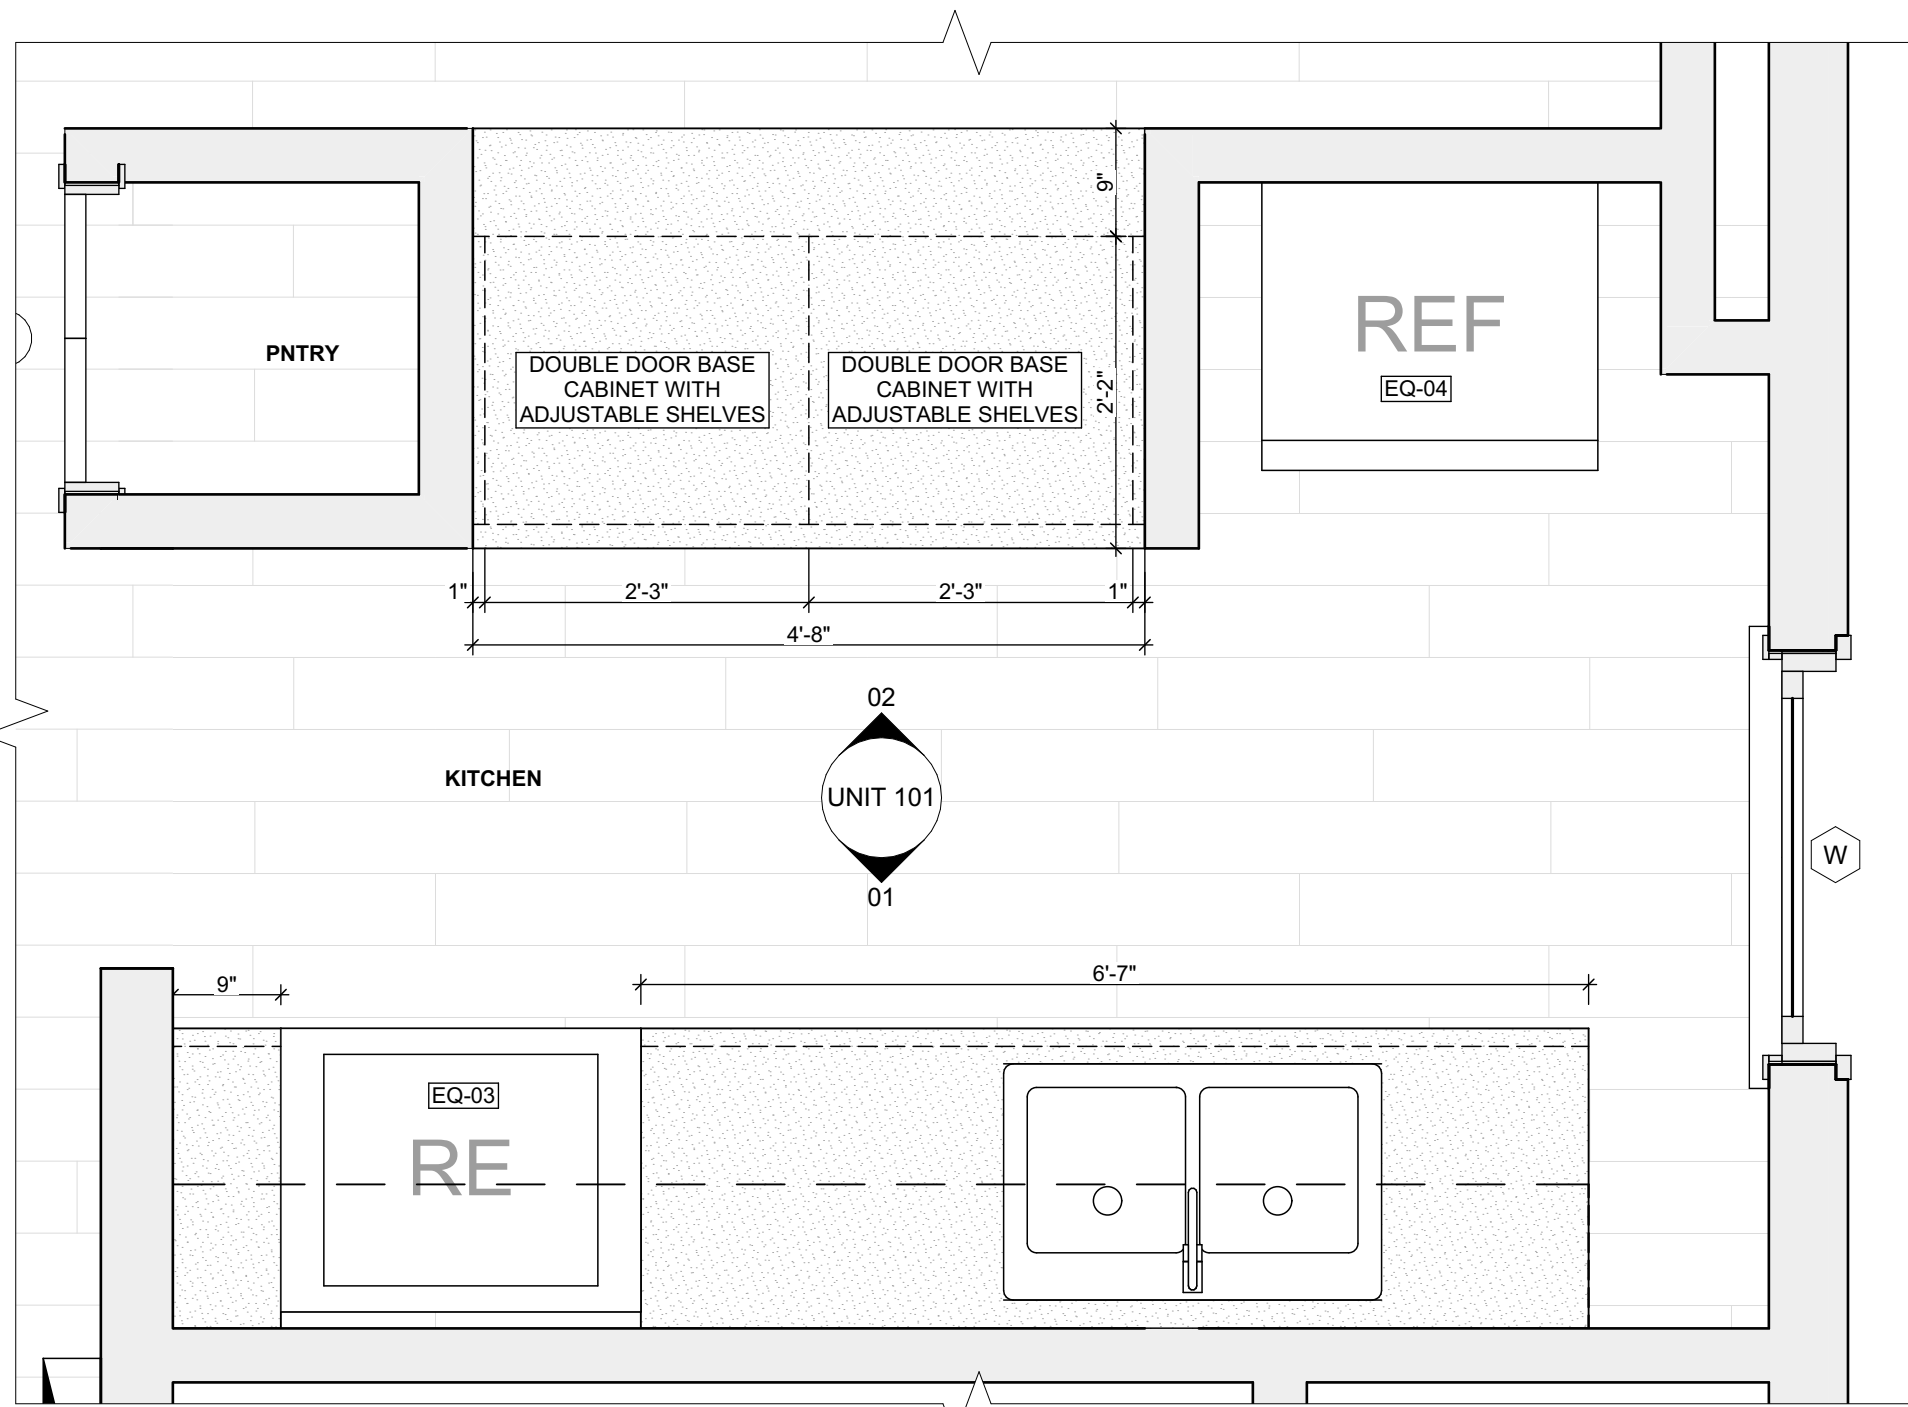 9"
REF
PNTRY
DOUBLE DOOR BASE
CABINET WITH
ADJUSTABLE SHELVES
DOUBLE DOOR BASE
CABINET WITH
ADJUSTABLE SHELVES
2'-2"
EQ-04
1"
2'-3"
2'-3"
1"
4'-8"
02
KITCHEN
UNIT 101
W
01
9"
6'-7"
EQ-03
RE